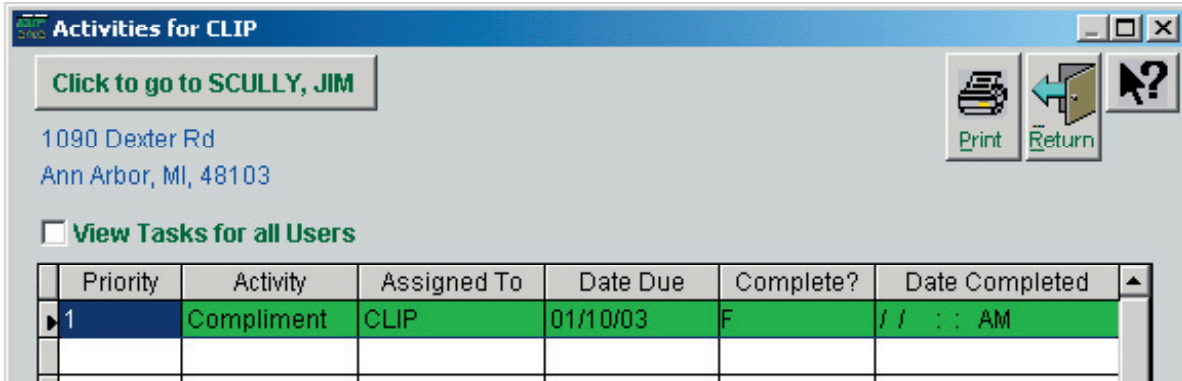 Activities for CLIP
Click to go to SCULLY, JIM
Print
Return
1090 Dexter Rd
Ann Arbor, MI, 48103
View Tasks for all Users
Priority Activity Assigned To Date Due Complete? Date Completed
1 Compliment CLIP 01/10/03 F / / : : AM